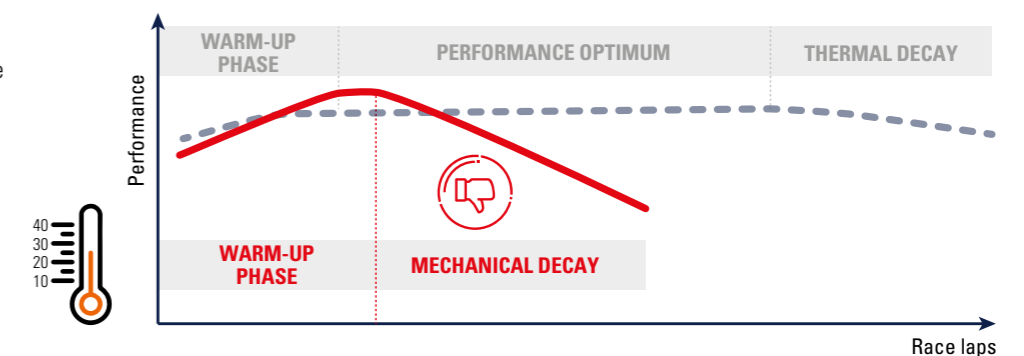 WARM-UP
PHASE
PERFORMANCE OPTIMUM
THERMAL DECAY
e
Performance
40
30
20
10
WARM-UP
PHASE
MECHANICAL DECAY
Race laps